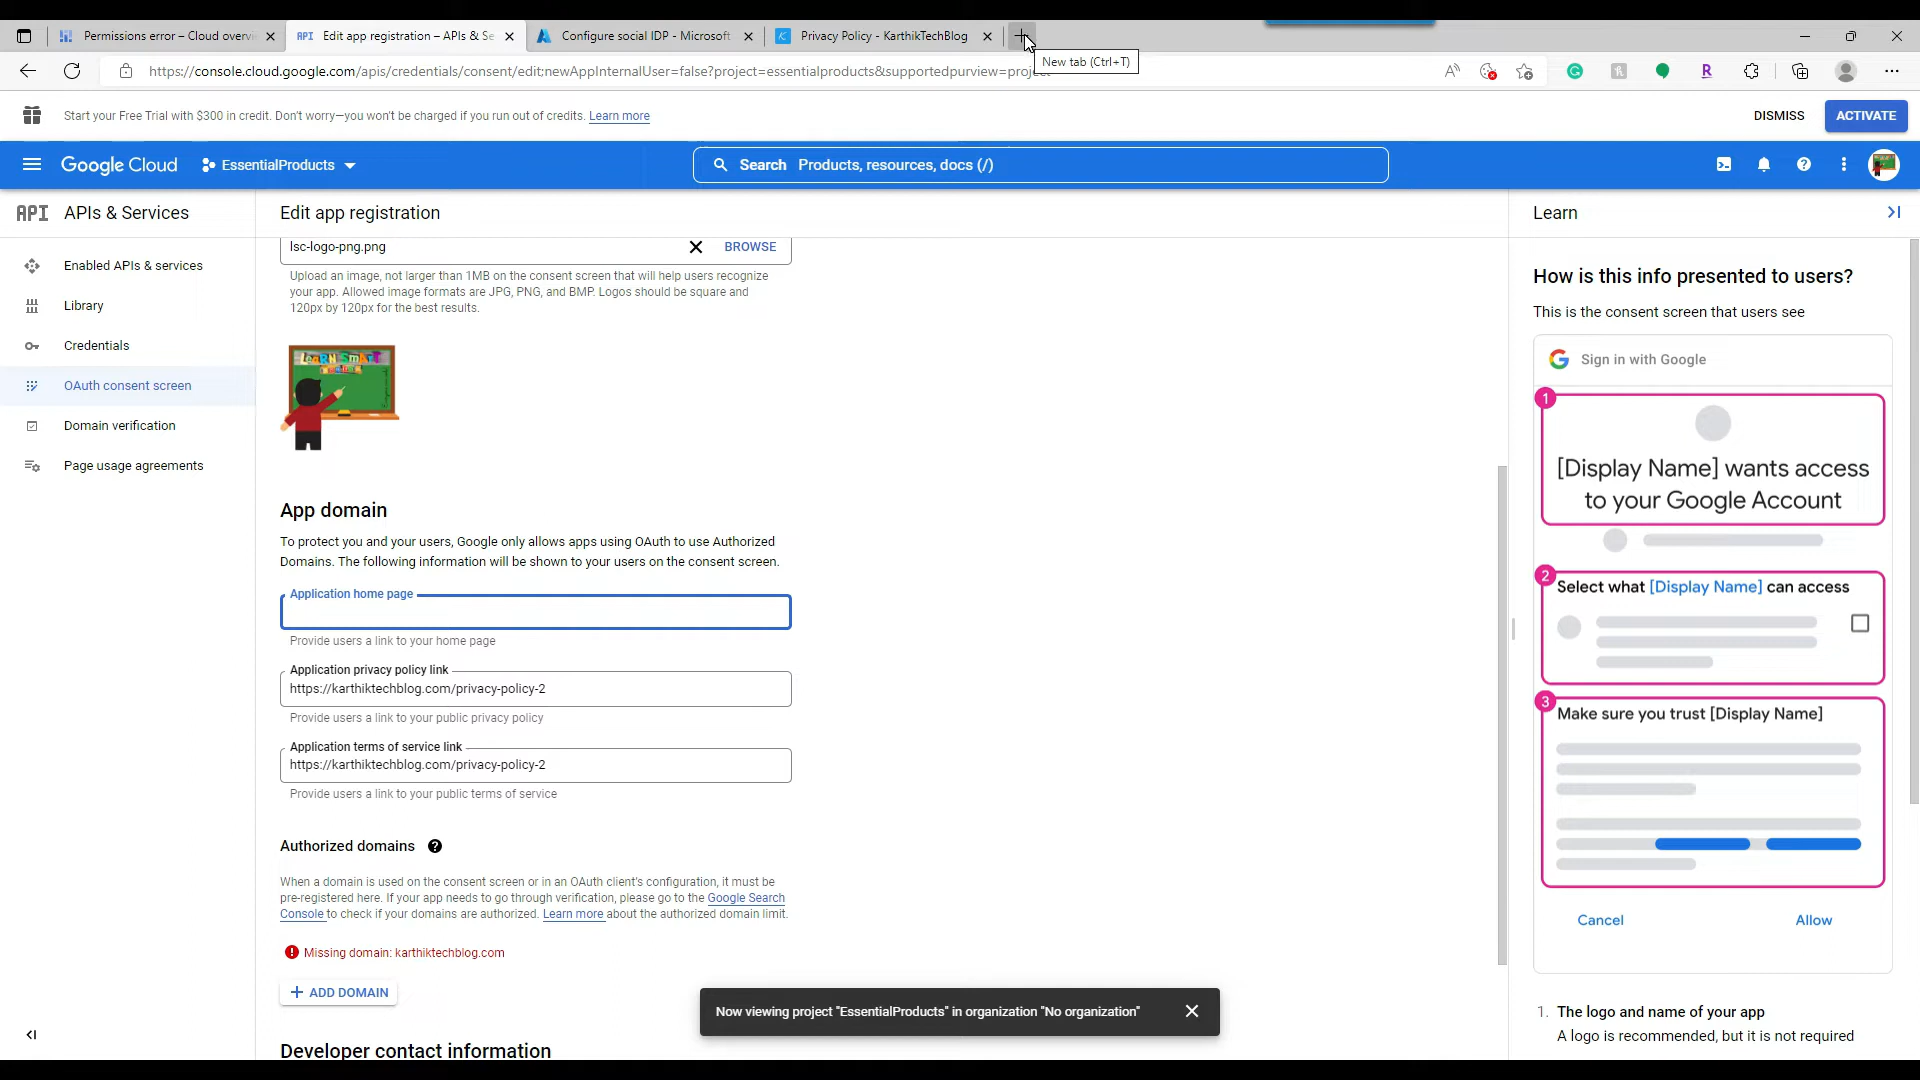 Permissions error – Cloud overvi
API Edit app registration – APIs & Se
Configure social IDP - Microsoft
Privacy Policy - KarthikTechBlog
New tab (Ctrl+T)
https://console.cloud.google.com/apis/credentials/consent/edit;newAppInternalUser=false?project=essentialproducts&supportedpurview=project
Start your Free Trial with $300 in credit. Don't worry—you won't be charged if you run out of credits. Learn more
DISMISS
ACTIVATE
Google Cloud
EssentialProducts
Search Products, resources, docs (/)
API APIs & Services
Enabled APIs & services
Library
Credentials
OAuth consent screen
Domain verification
Page usage agreements
Edit app registration
lsc-logo-png.png
BROWSE
Upload an image, not larger than 1MB on the consent screen that will help users recognize
your app. Allowed image formats are JPG, PNG, and BMP. Logos should be square and
120px by 120px for the best results.
LEARN SMART
App domain
To protect you and your users, Google only allows apps using OAuth to use Authorized
Domains. The following information will be shown to your users on the consent screen.
Application home page
Provide users a link to your home page
Application privacy policy link
https://karthiktechblog.com/privacy-policy-2
Provide users a link to your public privacy policy
Application terms of service link
https://karthiktechblog.com/privacy-policy-2
Provide users a link to your public terms of service
Authorized domains
When a domain is used on the consent screen or in an OAuth client's configuration, it must be
pre-registered here. If your app needs to go through verification, please go to the Google Search
Console to check if your domains are authorized. Learn more about the authorized domain limit.
Missing domain: karthiktechblog.com
+ ADD DOMAIN
Now viewing project "EssentialProducts" in organization "No organization"
Developer contact information
Learn
How is this info presented to users?
This is the consent screen that users see
G Sign in with Google
1
[Display Name] wants access
to your Google Account
2
Select what [Display Name] can access
3
Make sure you trust [Display Name]
Cancel
Allow
1. The logo and name of your app
A logo is recommended, but it is not required